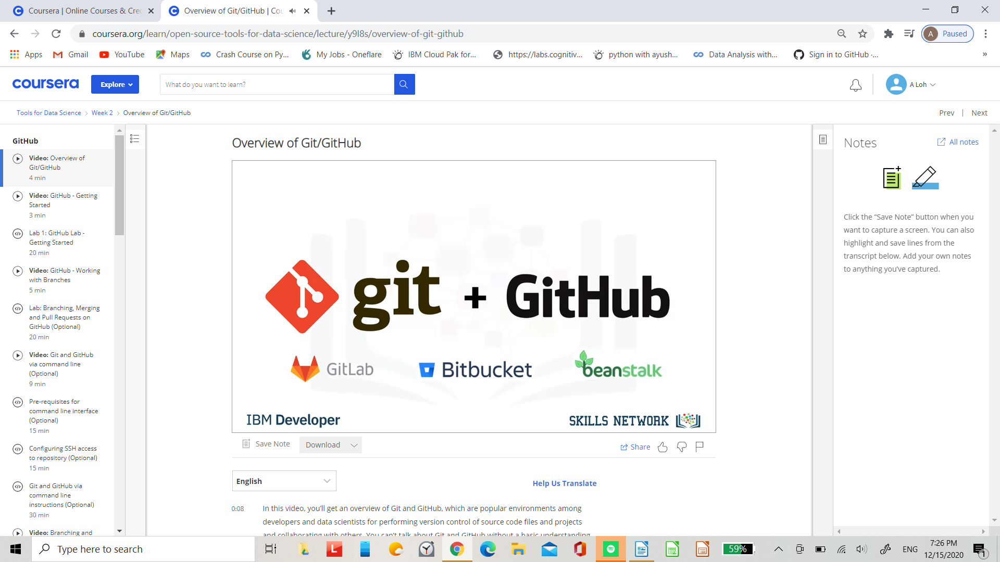 Coursera | Online Courses & Cre
Overview of Git/GitHub | Cou
coursera.org/learn/open-source-tools-for-data-science/lecture/y9l8s/overview-of-git-github
A Paused
Apps
Gmail
YouTube
Maps
Crash Course on Py...
My Jobs - Oneflare
IBM Cloud Pak for...
https://labs.cognitiv...
python with ayush...
Data Analysis with...
Sign in to GitHub ·...
»
coursera
Explore
What do you want to learn?
A Loh
Tools for Data Science > Week 2 > Overview of Git/GitHub
Prev | Next
GitHub
Video: Overview of
Git/GitHub
4 min
Video: GitHub - Getting
Started
3 min
Lab 1: GitHub Lab -
Getting Started
20 min
Video: GitHub - Working
with Branches
5 min
Lab: Branching, Merging
and Pull Requests on
GitHub (Optional)
20 min
Video: Git and GitHub
via command line
(Optional)
9 min
Pre-requisites for
command line interface
(Optional)
15 min
Configuring SSH access
to repository (Optional)
15 min
Git and GitHub via
command line
instructions (Optional)
30 min
Video: Branching and
Overview of Git/GitHub
git + GitHub
GitLab
Bitbucket
beanstalk
IBM Developer
SKILLS NETWORK
Save Note
Download
Share
English
Help Us Translate
0:08
In this video, you'll get an overview of Git and GitHub, which are popular environments among
developers and data scientists for performing version control of source code files and projects
and collaborating with others. You can't talk about Git and GitHub without a basic understanding
Notes
All notes
Click the “Save Note” button when you
want to capture a screen. You can also
highlight and save lines from the
transcript below. Add your own notes
to anything you've captured.
Type here to search
L
59%
ENG
7:26 PM
12/15/2020
1